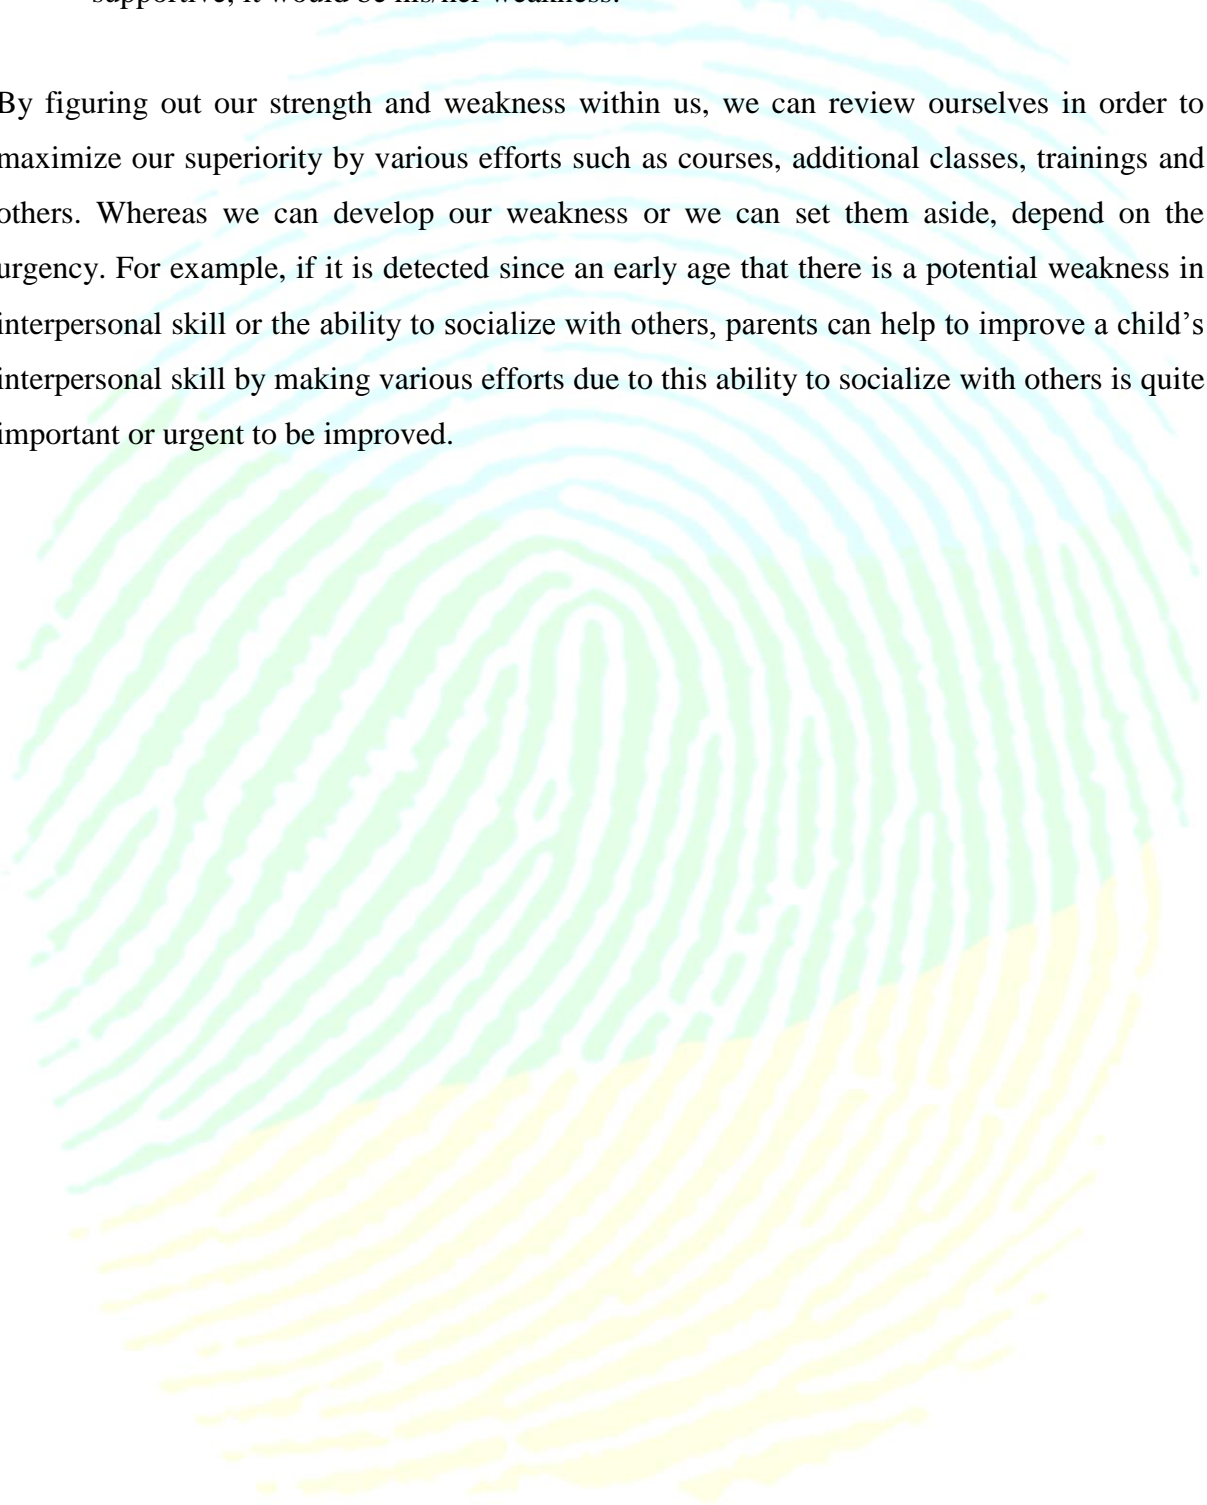 supportive, it would be his/her weakness.
By figuring out our strength and weakness within us, we can review ourselves in order to
maximize our superiority by various efforts such as courses, additional classes, trainings and
others. Whereas we can develop our weakness or we can set them aside, depend on the
urgency. For example, if it is detected since an early age that there is a potential weakness in
interpersonal skill or the ability to socialize with others, parents can help to improve a child’s
interpersonal skill by making various efforts due to this ability to socialize with others is quite
important or urgent to be improved.